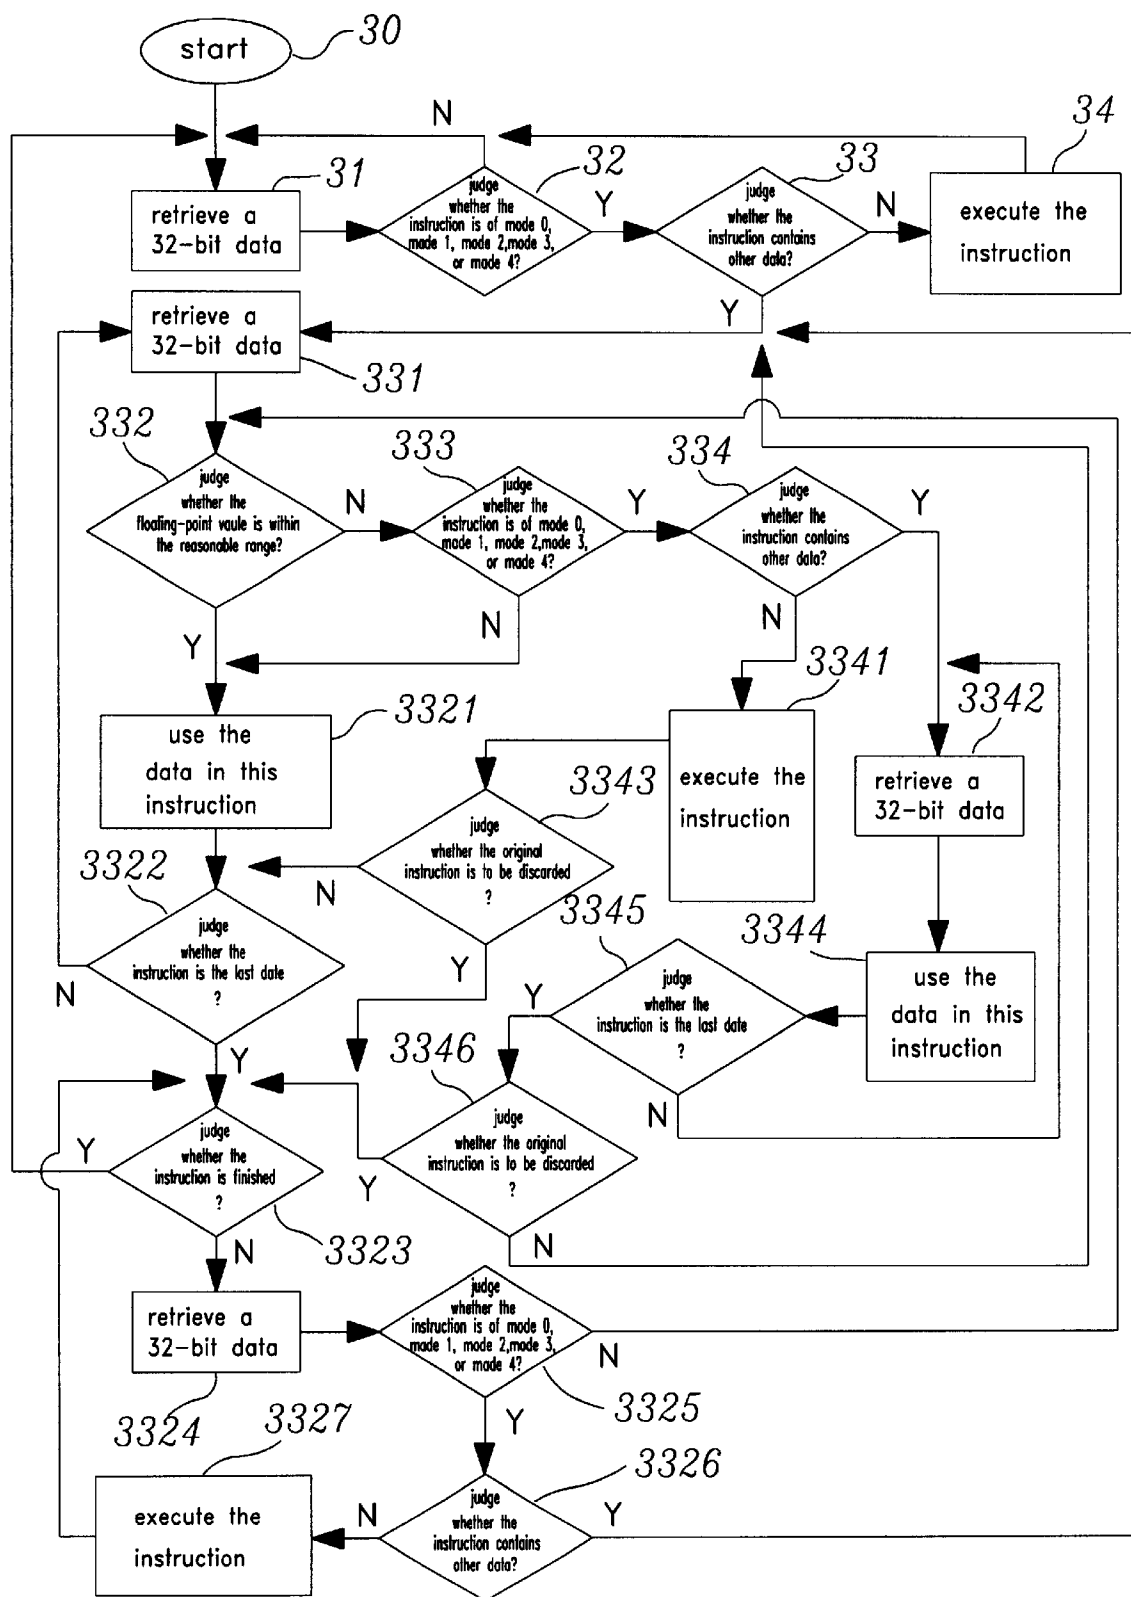 start
30
N
34
31
32
33
retrieve a
32-bit data
judge
whether the
instruction is of mode 0,
mode 1, mode 2,mode 3,
or mode 4?
Y
judge
whether the
instruction contains
other data?
N
execute the
instruction
Y
retrieve a
32-bit data
331
332
333
334
judge
whether the
floating-point vaule is within
the reasonable range?
N
judge
whether the
instruction is of mode 0,
mode 1, mode 2,mode 3,
or mode 4?
Y
judge
whether the
instruction contains
other data?
Y
Y
N
N
3341
3342
3321
use the
data in this
instruction
3343
execute the
instruction
retrieve a
32-bit data
judge
whether the original
instruction is to be discarded
?
N
Y
3322
judge
whether the
instruction is the last date
?
N
Y
3345
3344
judge
whether the
instruction is the last date
?
Y
N
use the
data in this
instruction
3346
judge
whether the original
instruction is to be discarded
?
Y
N
judge
whether the
instruction is finished
?
Y
3323
N
retrieve a
32-bit data
3324
judge
whether the
instruction is of mode 0,
mode 1, mode 2,mode 3,
or mode 4?
N
3325
Y
3327
3326
execute the
instruction
N
judge
whether the
instruction contains
other data?
Y